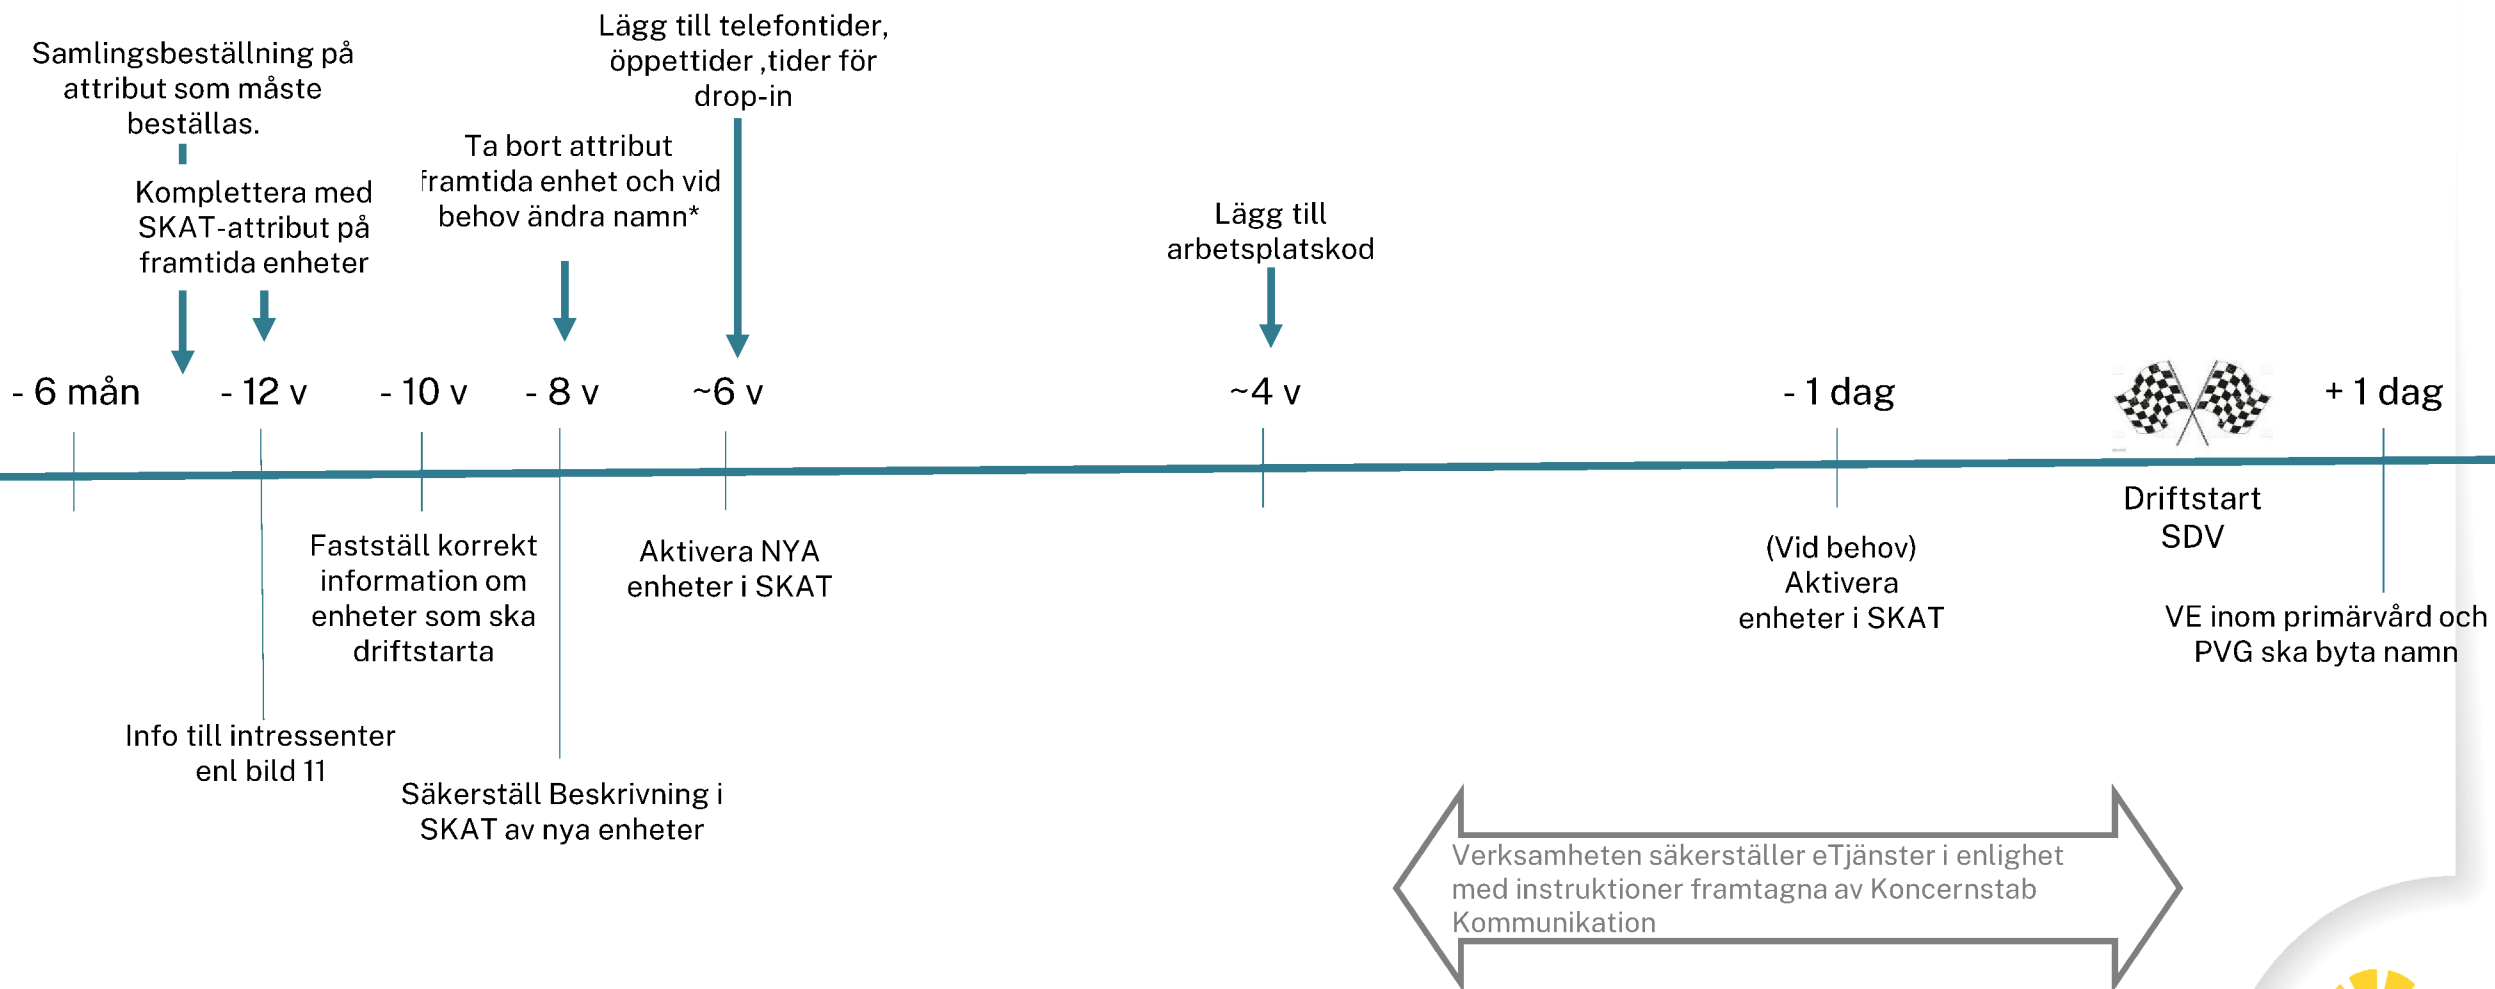 Samlingsbeställning på
attribut som måste
beställas.
Komplettera med
SKAT-attribut på
framtida enheter
Ta bort attribut
framtida enhet och vid
behov ändra namn*
Lägg till telefontider,
öppettider ,tider för
drop-in
Lägg till
arbetsplatskod
- 6 mån
- 12 v
- 10 v
- 8 v
~6 v
~4 v
- 1 dag
+ 1 dag
Driftstart
SDV
Fastställ korrekt
information om
enheter som ska
driftstarta
Aktivera NYA
enheter i SKAT
(Vid behov)
Aktivera
enheter i SKAT
VE inom primärvård och
PVG ska byta namn
Info till intressenter
enl bild 11
Säkerställ Beskrivning i
SKAT av nya enheter
Verksamheten säkerställer eTjänster i enlighet
med instruktioner framtagna av Koncernstab
Kommunikation